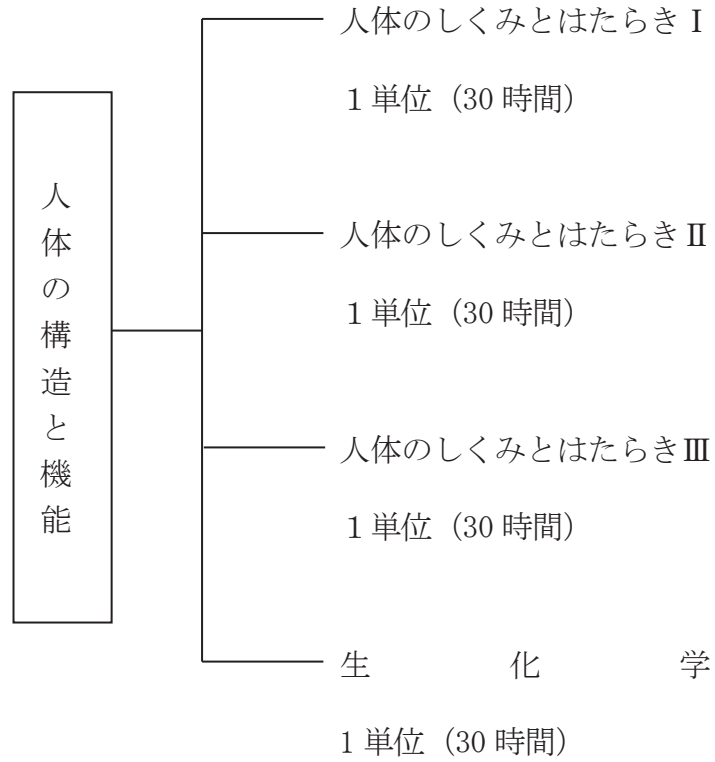 人体の構造と機能
人体のしくみとはたらきⅠ
１単位（30 時間）
人体のしくみとはたらきⅡ
１単位（30 時間）
人体のしくみとはたらきⅢ
１単位（30 時間）
生化学
1 単位（30 時間）